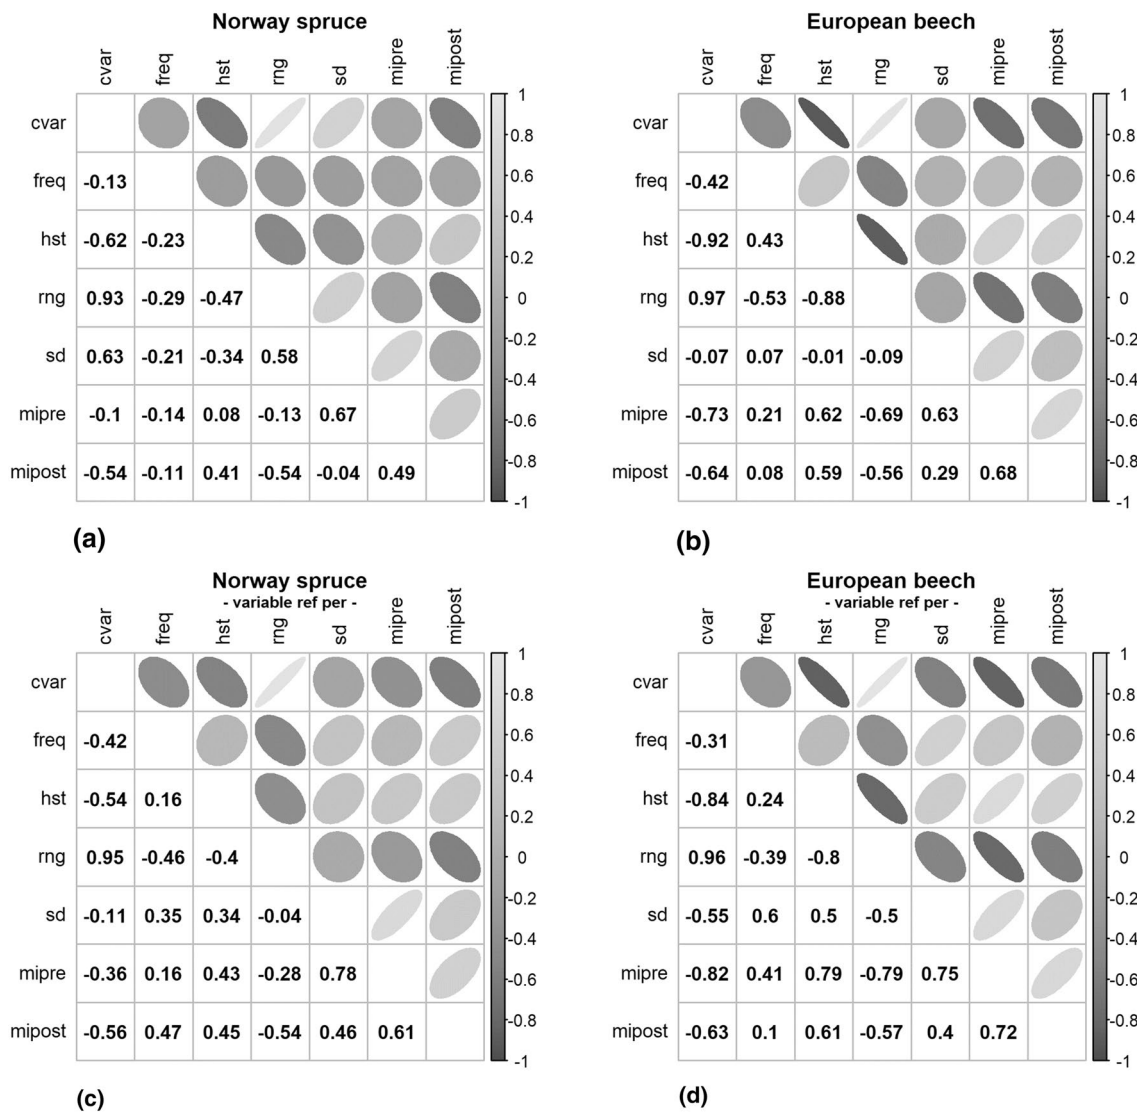 Norway spruce
cvar freq hst rng sd mipre mipost
cvar
freq -0.13
hst -0.62 -0.23
rng 0.93 -0.29 -0.47
sd 0.63 -0.21 -0.34 0.58
mipre -0.1 -0.14 0.08 -0.13 0.67
mipost -0.54 -0.11 0.41 -0.54 -0.04 0.49
1
0.8
0.6
0.4
0.2
0
-0.2
-0.4
-0.6
-0.8
-1
(a)
European beech
cvar freq hst rng sd mipre mipost
cvar
freq -0.42
hst -0.92 0.43
rng 0.97 -0.53 -0.88
sd -0.07 0.07 -0.01 -0.09
mipre -0.73 0.21 0.62 -0.69 0.63
mipost -0.64 0.08 0.59 -0.56 0.29 0.68
1
0.8
0.6
0.4
0.2
0
-0.2
-0.4
-0.6
-0.8
-1
(b)
Norway spruce
- variable ref per -
cvar freq hst rng sd mipre mipost
cvar
freq -0.42
hst -0.54 0.16
rng 0.95 -0.46 -0.4
sd -0.11 0.35 0.34 -0.04
mipre -0.36 0.16 0.43 -0.28 0.78
mipost -0.56 0.47 0.45 -0.54 0.46 0.61
1
0.8
0.6
0.4
0.2
0
-0.2
-0.4
-0.6
-0.8
-1
(c)
European beech
- variable ref per -
cvar freq hst rng sd mipre mipost
cvar
freq -0.31
hst -0.84 0.24
rng 0.96 -0.39 -0.8
sd -0.55 0.6 0.5 -0.5
mipre -0.82 0.41 0.79 -0.79 0.75
mipost -0.63 0.1 0.61 -0.57 0.4 0.72
1
0.8
0.6
0.4
0.2
0
-0.2
-0.4
-0.6
-0.8
-1
(d)